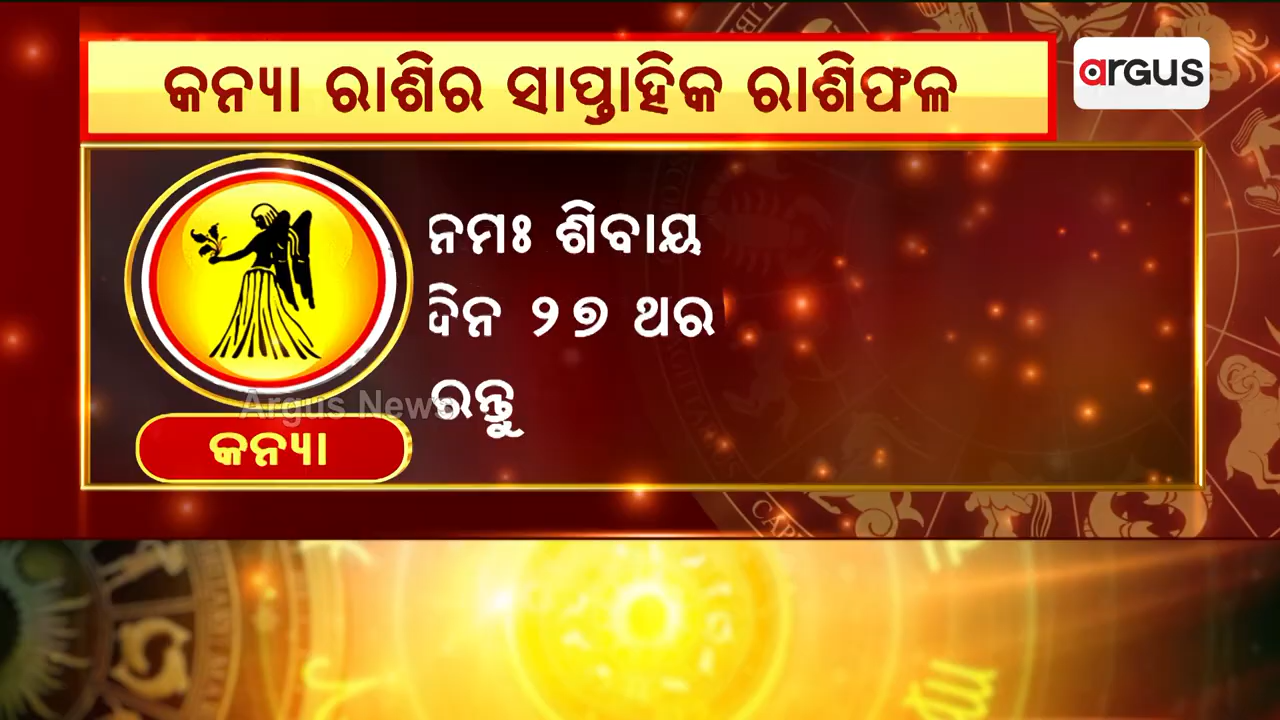 କନ୍ୟା ରାଶିର ସାପ୍ତାହିକ ରାଶିଫଳ
argus
ନମଃ ଶିବାୟ
ଦିନ ୨୭ ଥର
ରନ୍ତୁ
Argus News
କନ୍ୟା